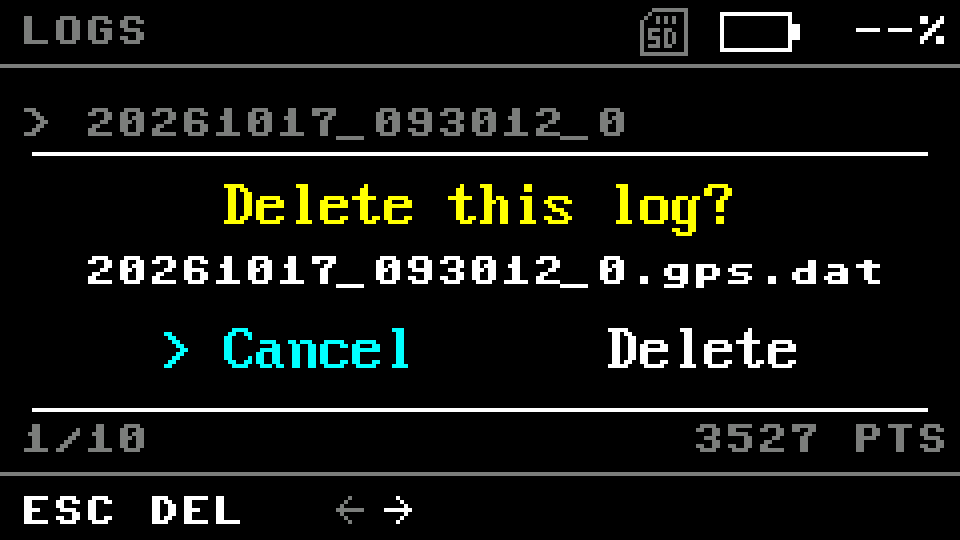 LOGS SD --%
> 20261017_093012_0
Delete this log?
20261017_093012_0.gps.dat
> Cancel Delete
1/10 3527 PTS
ESC DEL ← →